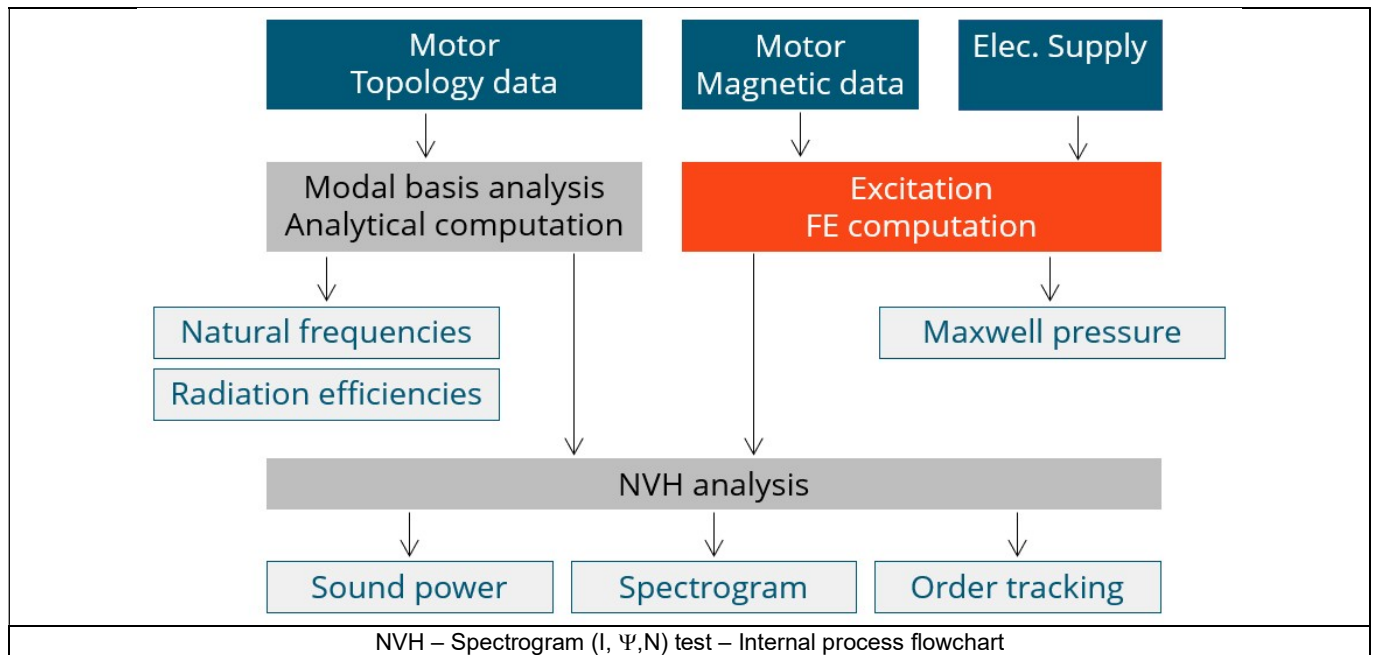 Motor
Topology data
Motor
Magnetic data
Elec. Supply
Modal basis analysis
Analytical computation
Excitation
FE computation
Natural frequencies
Radiation efficiencies
Maxwell pressure
NVH analysis
Sound power
Spectrogram
Order tracking
NVH – Spectrogram (I, Ψ,N) test – Internal process flowchart